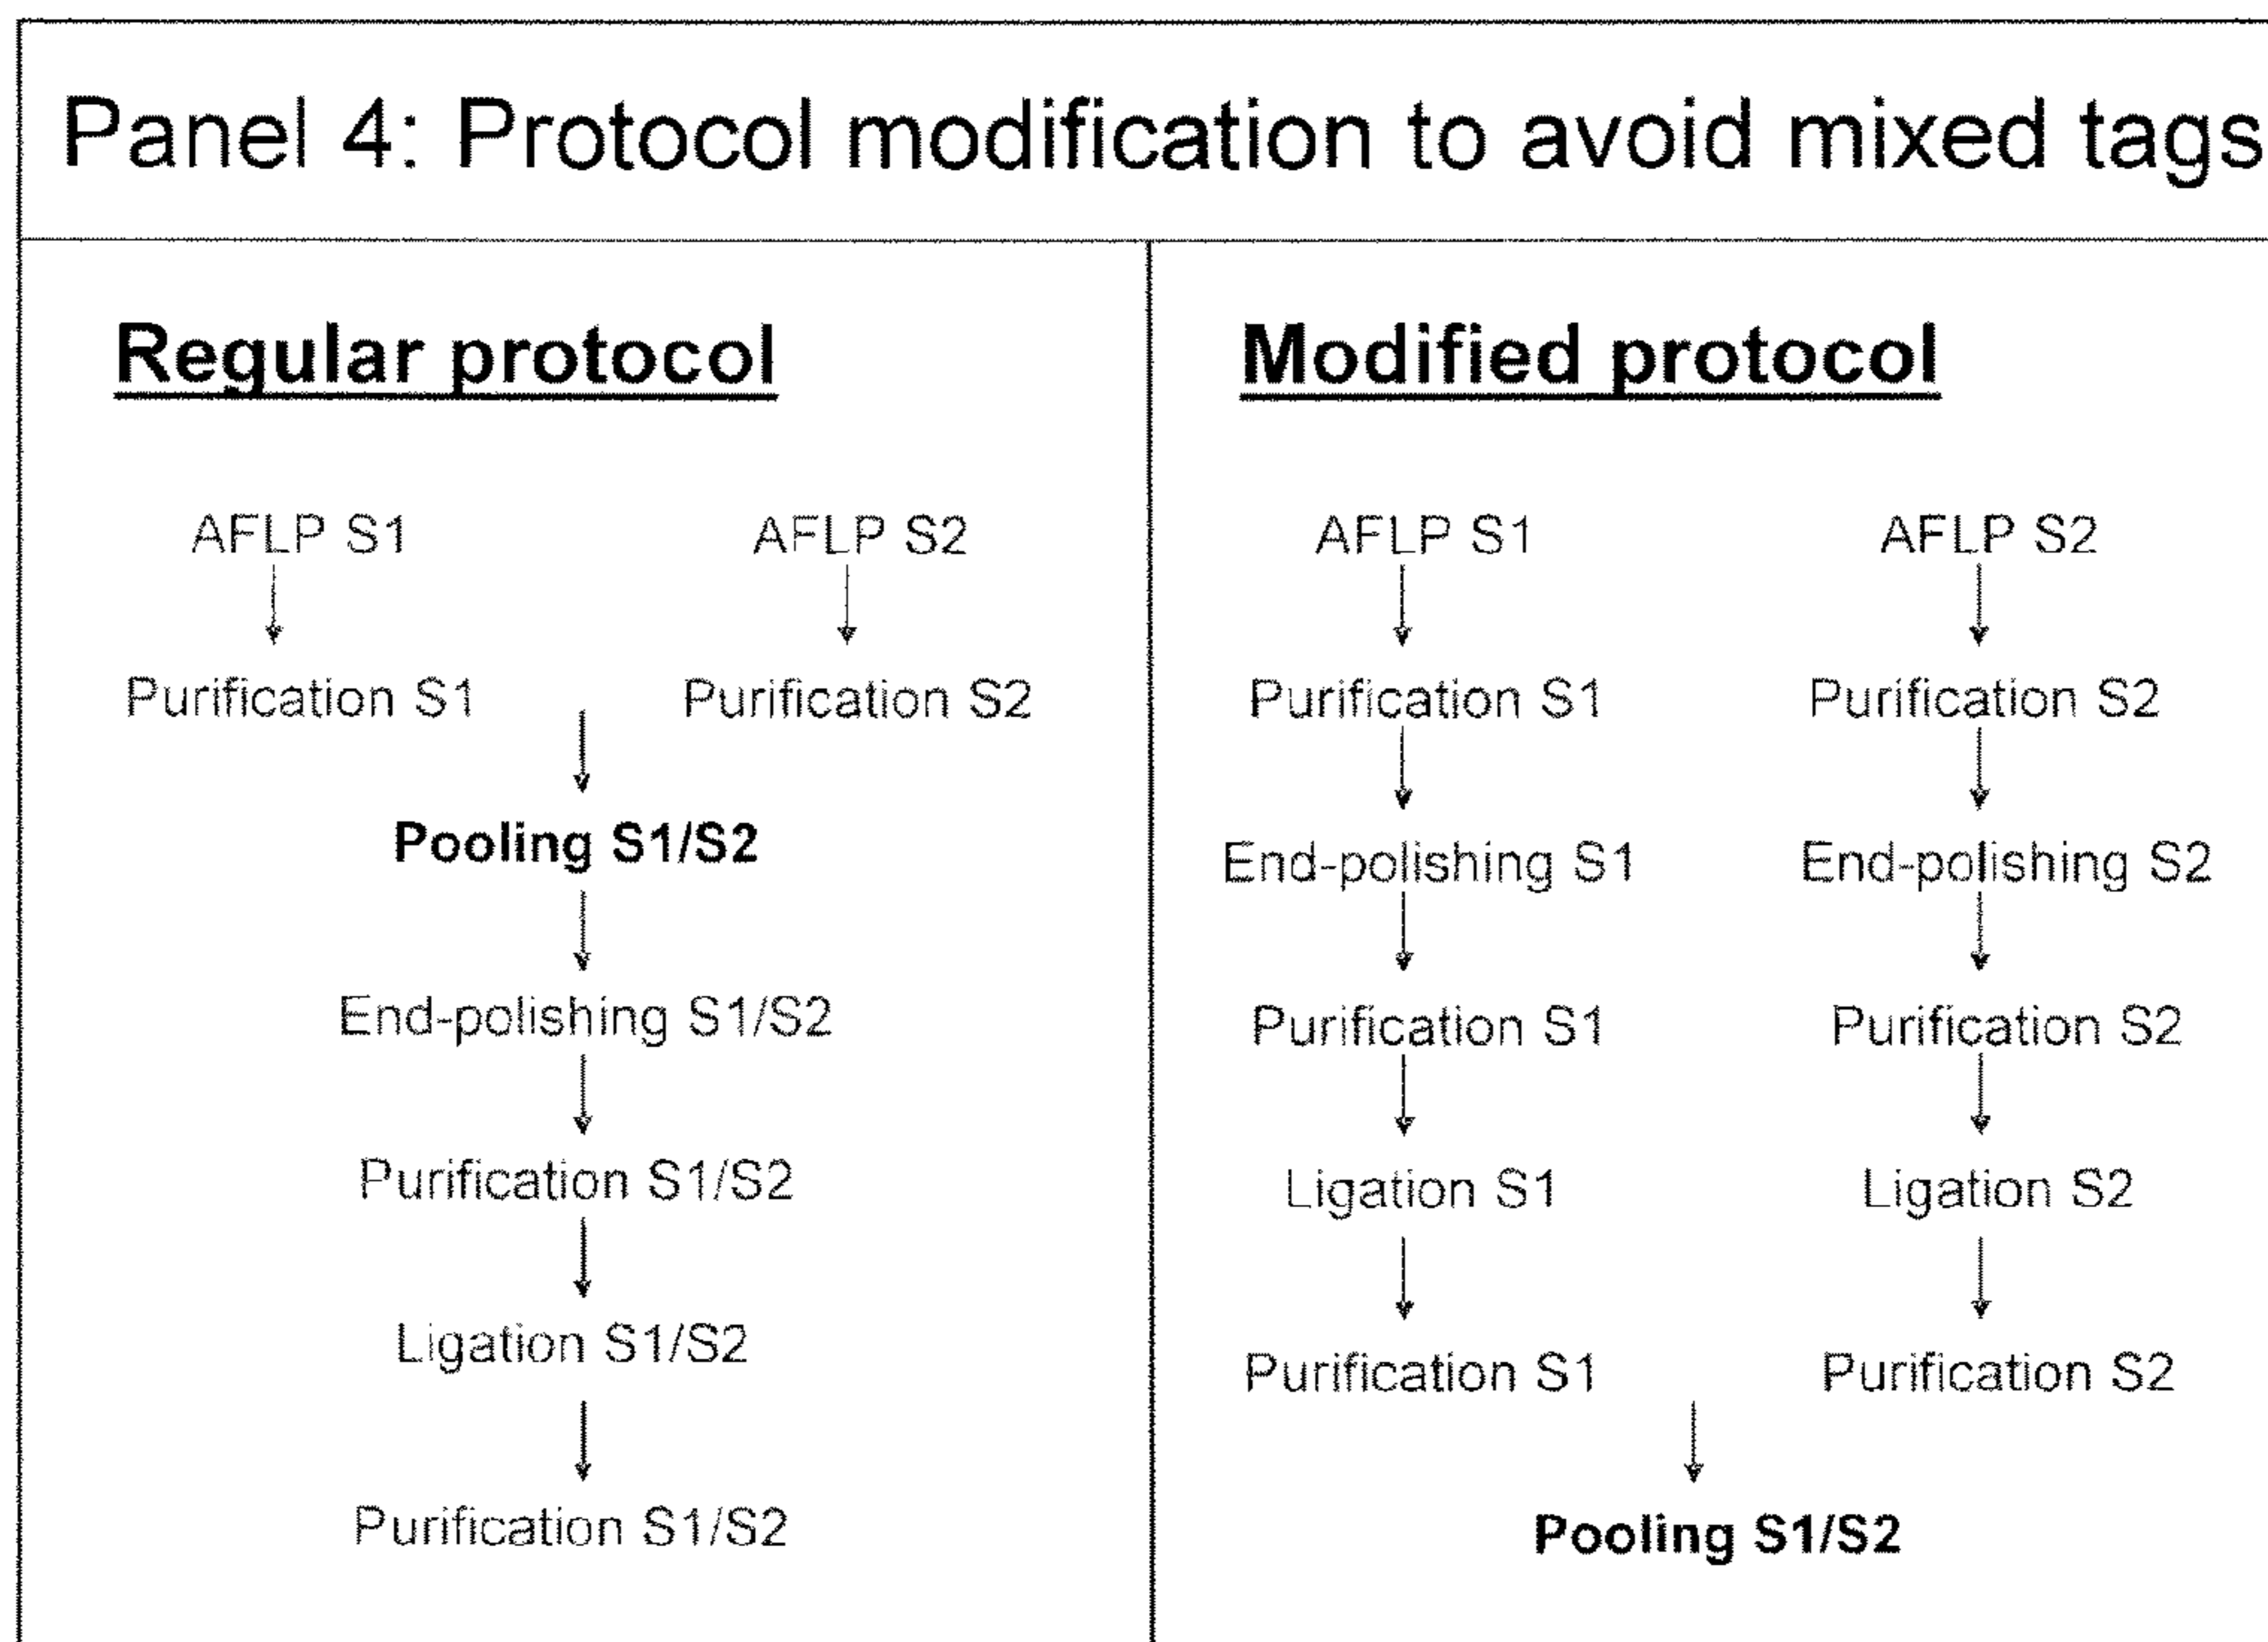 Panel 4: Protocol modification to avoid mixed tags
Regular protocol
AFLP S1 AFLP S2
Purification S1 Purification S2
Pooling S1/S2
End-polishing S1/S2
Purification S1/S2
Ligation S1/S2
Purification S1/S2
Modified protocol
AFLP S1 AFLP S2
Purification S1 Purification S2
End-polishing S1 End-polishing S2
Purification S1 Purification S2
Ligation S1 Ligation S2
Purification S1 Purification S2
Pooling S1/S2